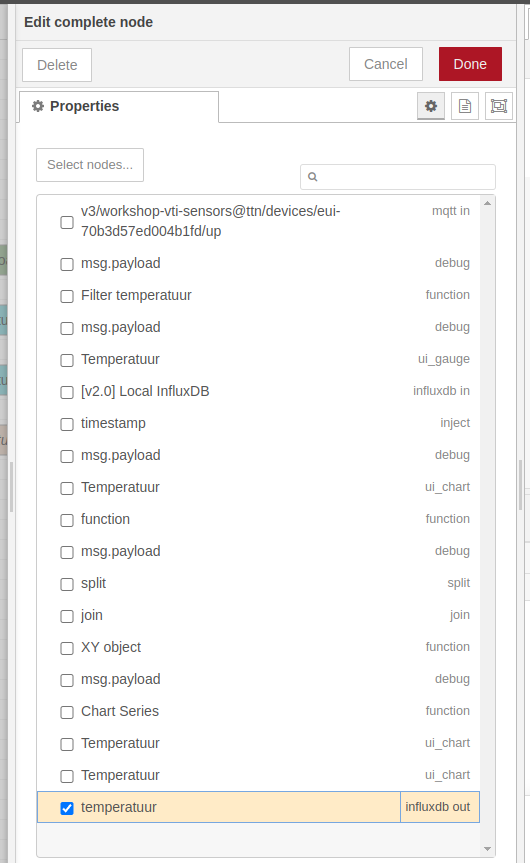 Edit complete node
Delete
Cancel
Done
Properties
Select nodes...
v3/workshop-vti-sensors@ttn/devices/eui-
70b3d57ed004b1fd/up
mqtt in
msg.payload
debug
Filter temperatuur
function
msg.payload
debug
Temperatuur
ui_gauge
[v2.0] Local InfluxDB
influxdb in
timestamp
inject
msg.payload
debug
Temperatuur
ui_chart
function
function
msg.payload
debug
split
split
join
join
XY object
function
msg.payload
debug
Chart Series
function
Temperatuur
ui_chart
Temperatuur
ui_chart
temperatuur
influxdb out